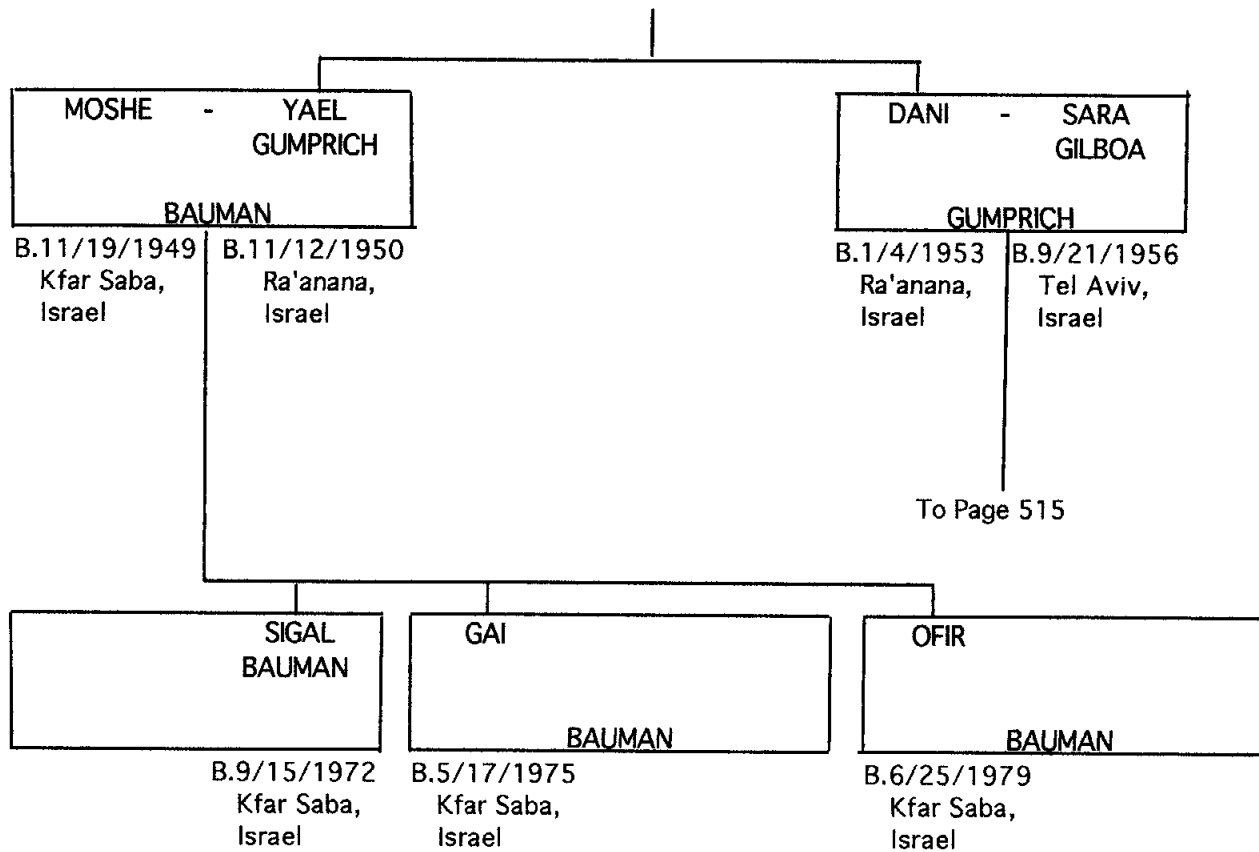 MOSHE - YAEL
GUMPRICH
BAUMAN
B.11/19/1949 B.11/12/1950
Kfar Saba, Ra'anana,
Israel Israel
DANI - SARA
GILBOA
GUMPRICH
B.1/4/1953 B.9/21/1956
Ra'anana, Tel Aviv,
Israel Israel
To Page 515
SIGAL
BAUMAN
B.9/15/1972
Kfar Saba,
Israel
GAI
BAUMAN
B.5/17/1975
Kfar Saba,
Israel
OFIR
BAUMAN
B.6/25/1979
Kfar Saba,
Israel